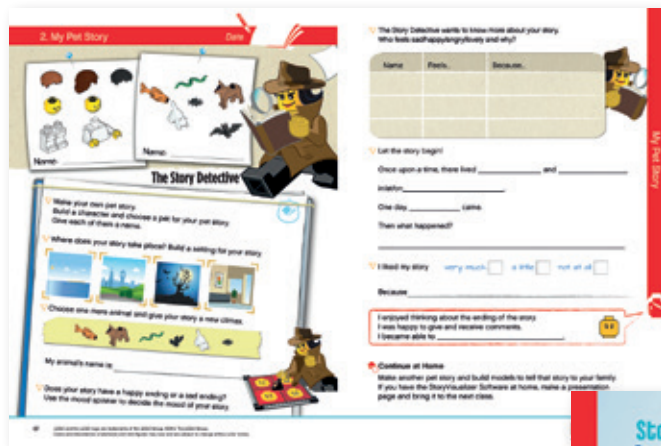 2. My Pet Story
Date
Name:
Name:
The Story Detective
Make your own pet story.
Build a character and choose a pet for your pet story.
Give each of them a name.
Where does your story take place? Build a setting for your story.
Choose one more animal and give your story a new climax.
My animal's name is
Does your story have a happy ending or a sad ending?
Use the mood spinner to decide the mood of your story.
The Story Detective wants to know more about your story.
Who feels sad/happy/angry/lovely and why?
Name Feels.. Because..
Let the story begin!
Once upon a time, there lived and
in/at/on
One day, came.
Then what happened?
I liked my story very much a little not at all
Because
I enjoyed thinking about the ending of the story.
I was happy to give and receive comments.
I became able to
Continue at Home
Make another pet story and build models to tell that story to your family.
If you have the StoryVisualizer Software at home, make a presentation
page and bring it to the next class.
My Pet Story